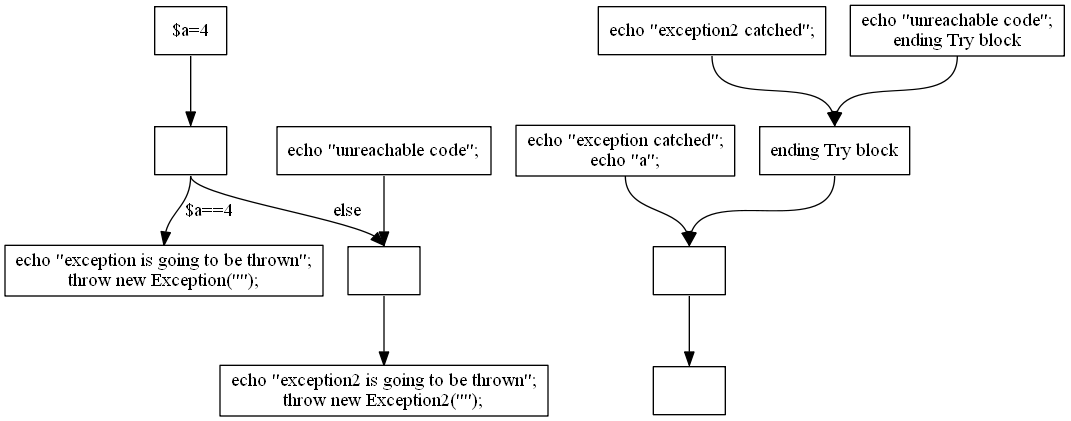 $a=4
echo "exception2 catched";
echo "unreachable code";
ending Try block
echo "unreachable code";
echo "exception catched";
echo "a";
ending Try block
$a==4
else
echo "exception is going to be thrown";
throw new Exception("");
echo "exception2 is going to be thrown";
throw new Exception2("");